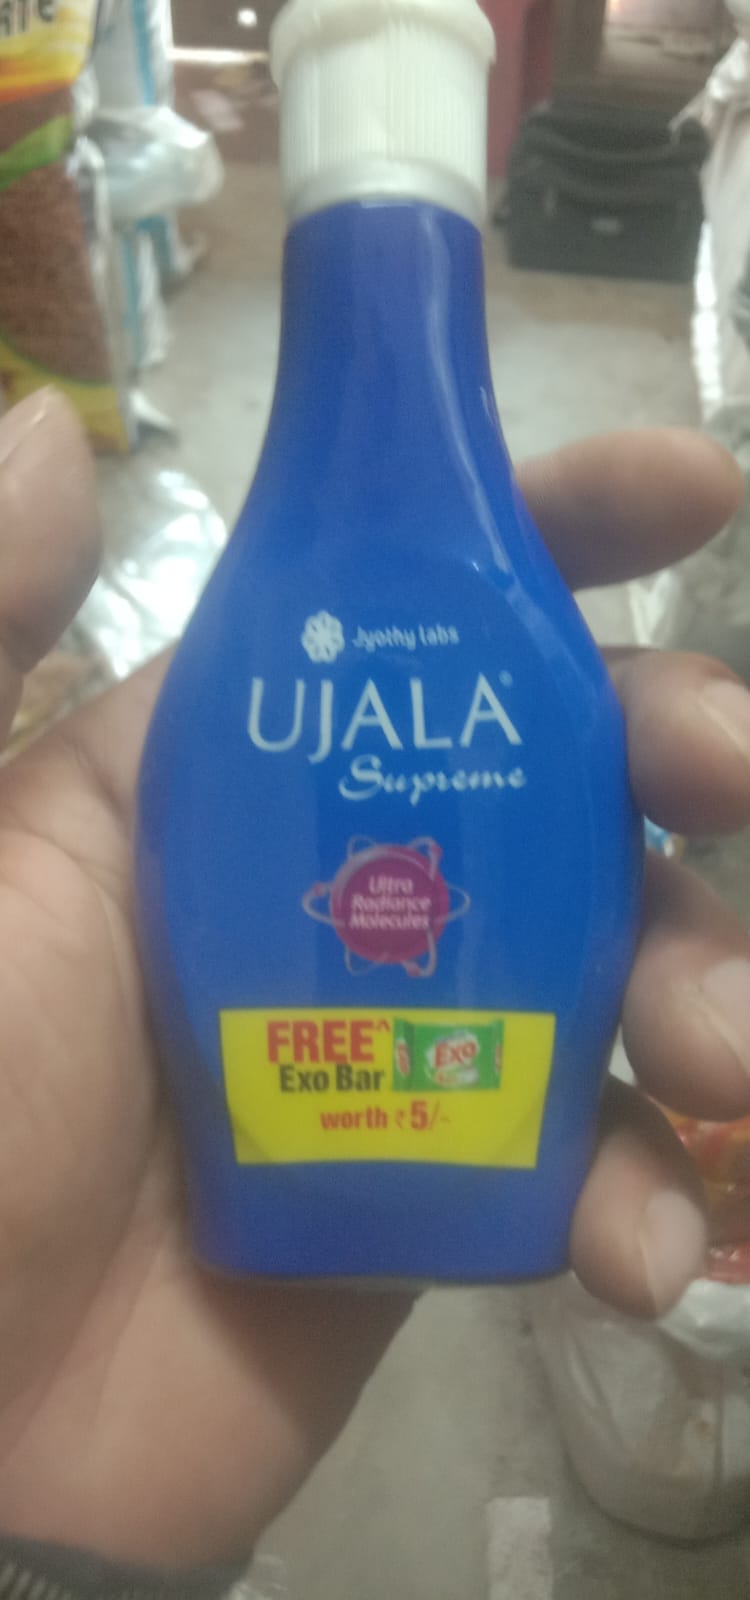 Jyothy labs
UJALA®
Supreme
Ultra
Radiance
Molecules
FREE^
Exo Bar
Exo
worth ₹ 5/-